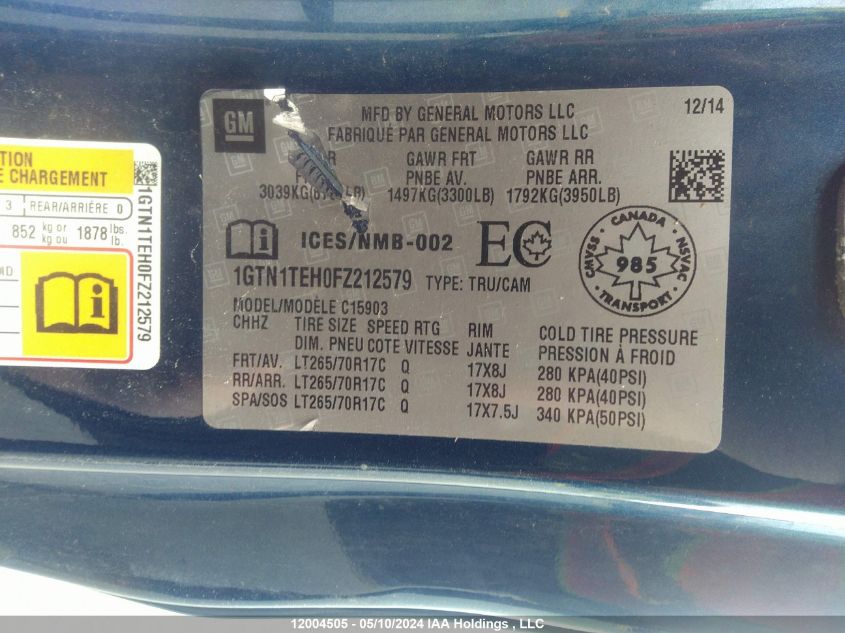 GM
MFD BY GENERAL MOTORS LLC
12/14
FABRIQUÉ PAR GENERAL MOTORS LLC
GAWR FRT GAWR RR
PNBE AV. PNBE ARR.
3039KG( LB) 1497KG(3300LB) 1792KG(3950LB)
ICES/NMB-002 EC
CANADA
SVNSM NSVAC
985
TRANSPORT
1GTN1TEH0FZ212579 TYPE: TRU/CAM
MODEL/MODÈLE C15903
CHHZ TIRE SIZE SPEED RTG RIM COLD TIRE PRESSURE
DIM. PNEU COTE VITESSE JANTE PRESSION À FROID
FRT/AV. LT265/70R17C Q 17X8J 280 KPA(40PSI)
RR/ARR. LT265/70R17C Q 17X8J 280 KPA(40PSI)
SPA/SOS LT265/70R17C Q 17X7.5J 340 KPA(50PSI)
TION
E CHARGEMENT
3 REAR/ARRIÈRE 0
852 kg or kg ou 1878 lbs. lb.
1GTN1TEH0FZ212579
12004505 - 05/10/2024 IAA Holdings , LLC